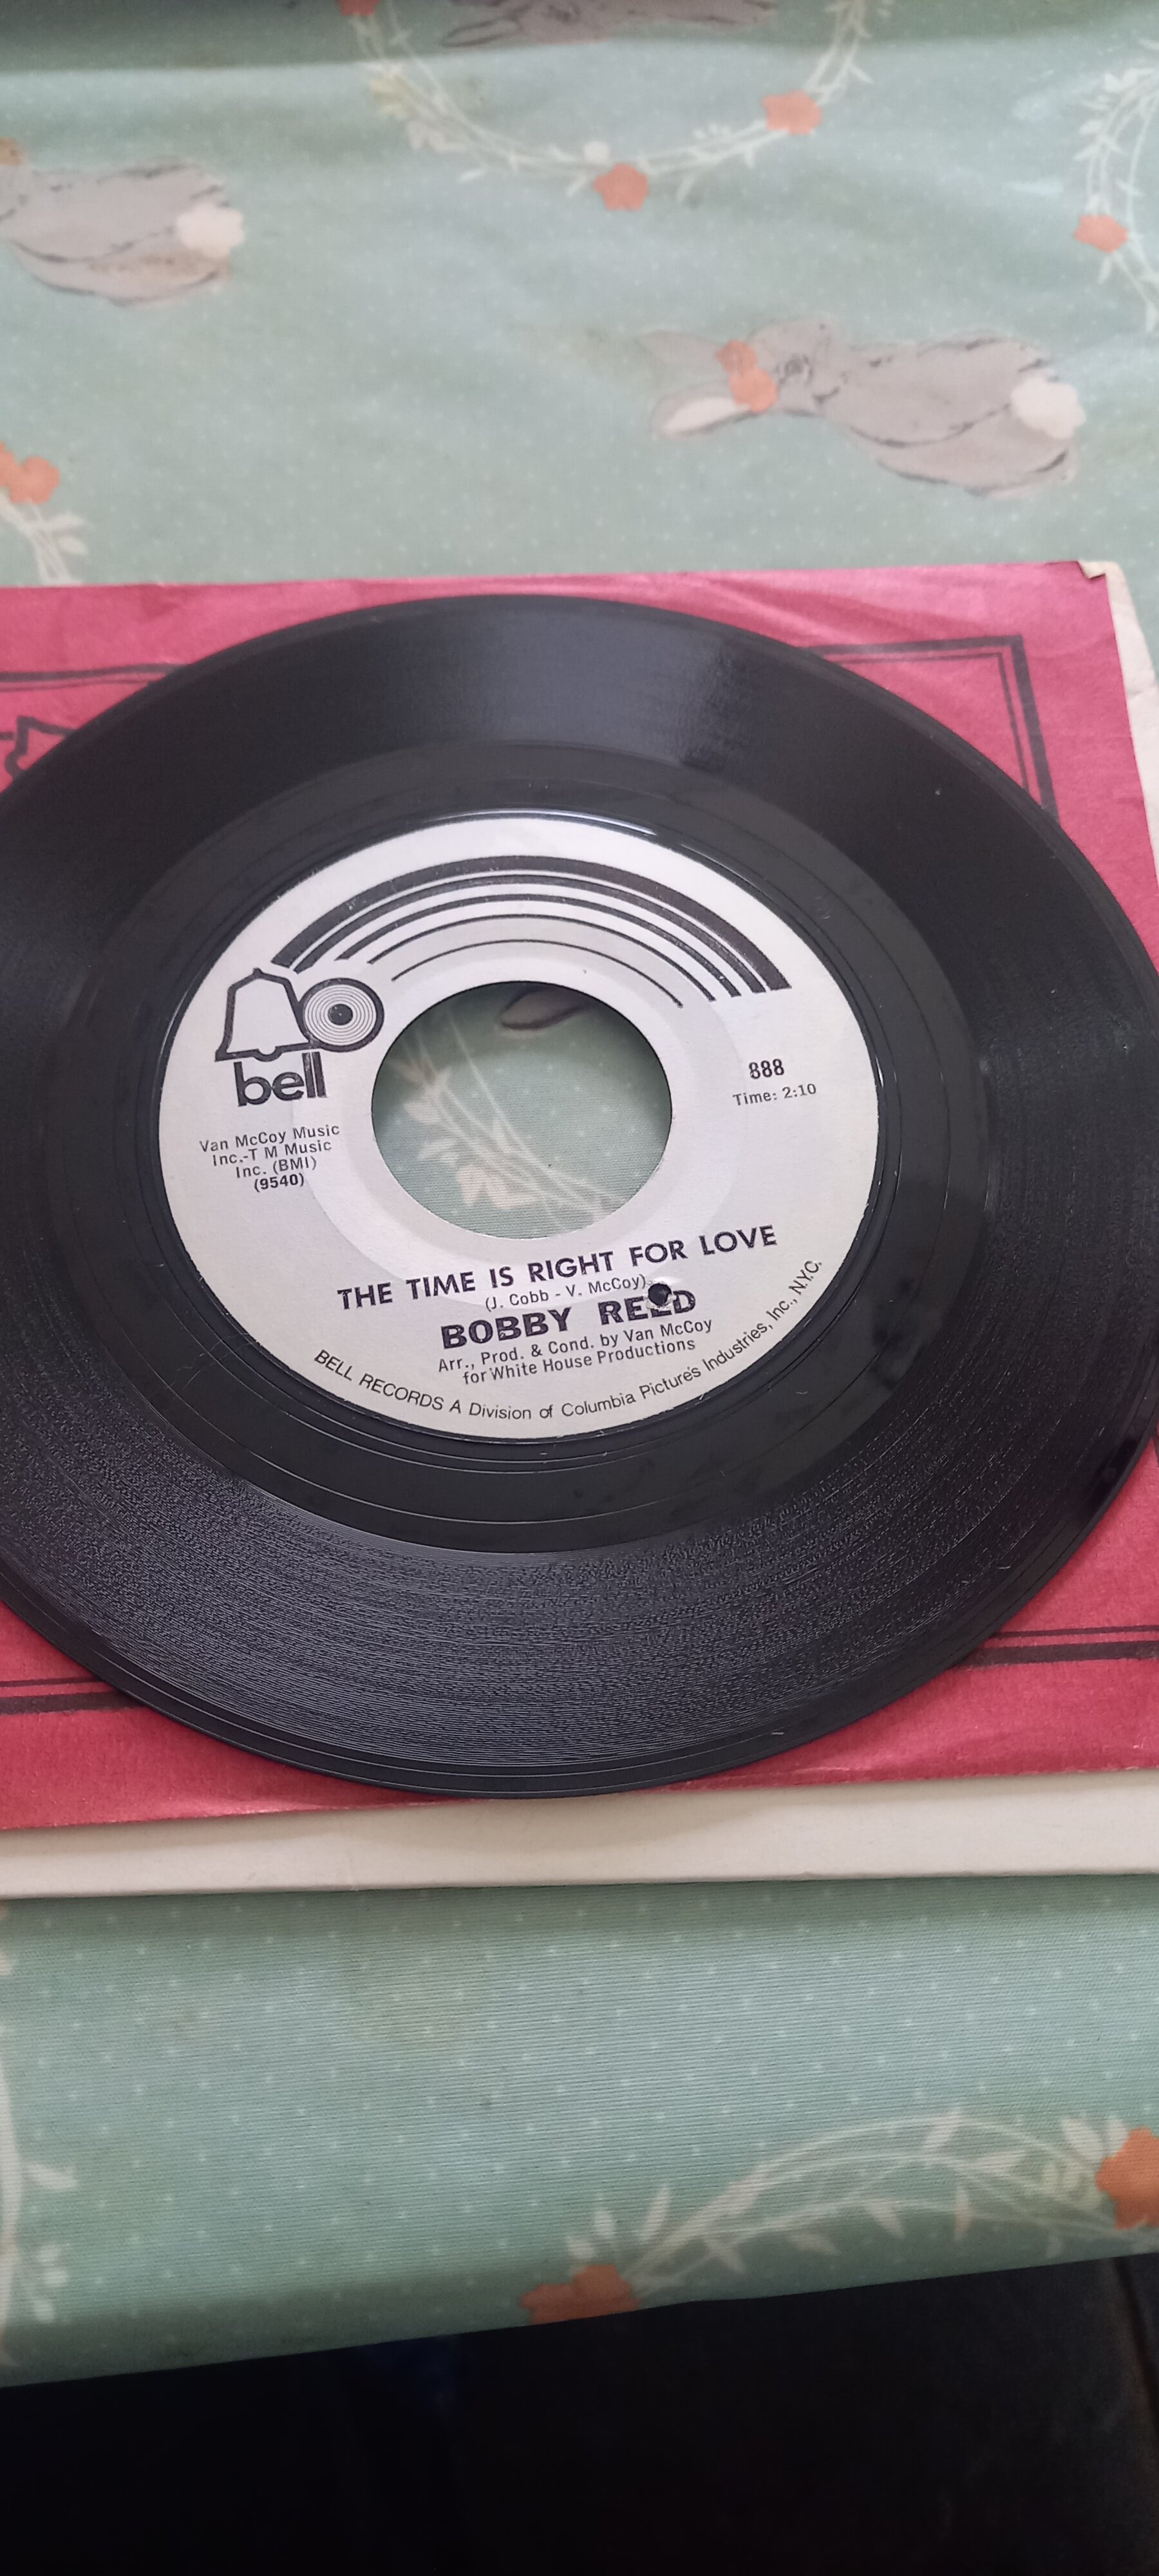 bell
888
Time: 2:10
Van McCoy Music
Inc.-T M Music
Inc. (BMI)
(9540)
THE TIME IS RIGHT FOR LOVE
(J. Cobb - V. McCoy)
BOBBY REED
Arr., Prod. & Cond. by Van McCoy
for White House Productions
BELL RECORDS A Division of Columbia Picture's Industries, Inc., N.Y.C.